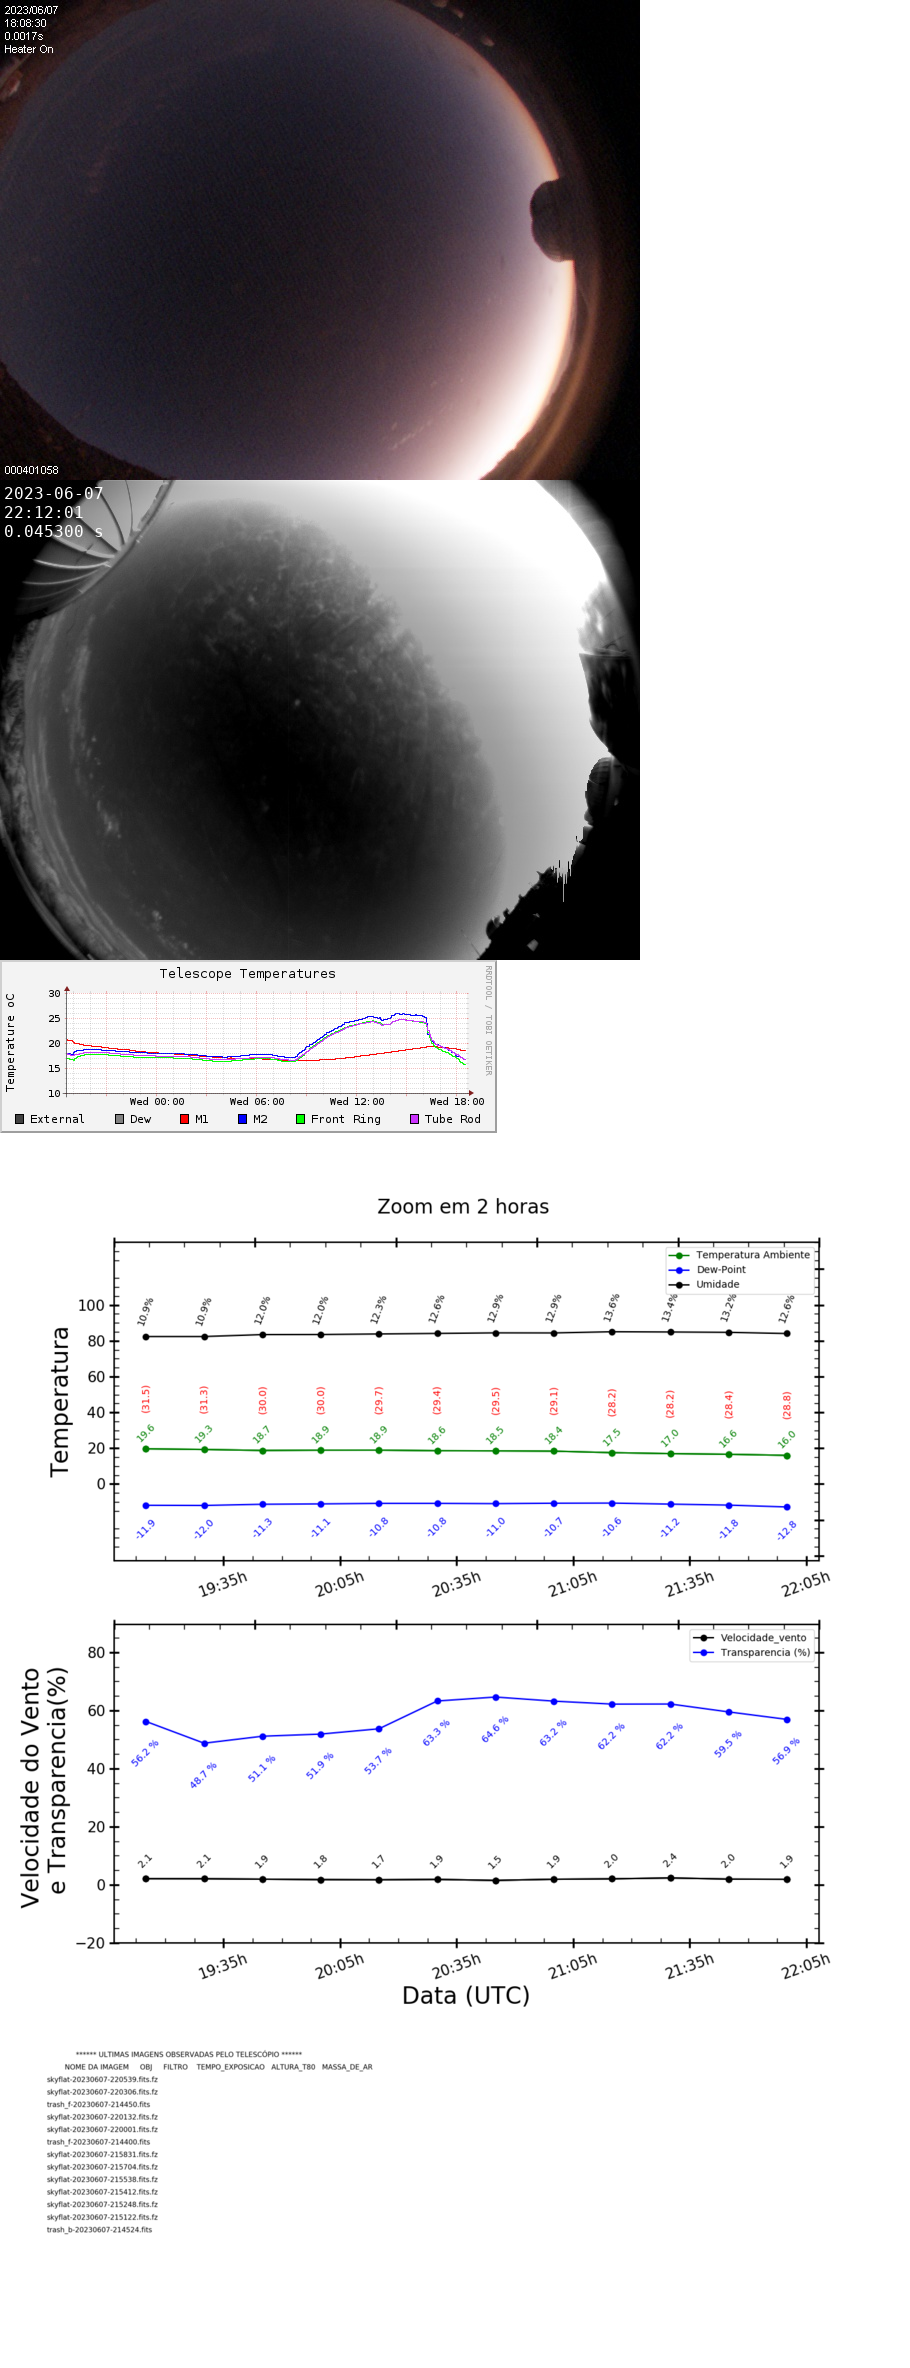 2023/06/07
18:08:30
0.0017s
Heater On
000401058
2023-06-07
22:12:01
0.045300 s
Telescope Temperatures
RRDTOOL / TOBI OETIKER
Temperature oC
30
25
20
15
10
Wed 00:00 Wed 06:00 Wed 12:00 Wed 18:00
External Dew M1 M2 Front Ring Tube Rod
Zoom em 2 horas
Temperatura Ambiente
Dew-Point
Umidade
Temperatura
100
80
60
40
20
0
10.9% 10.9% 12.0% 12.0% 12.3% 12.6% 12.9% 12.9% 13.6% 13.4% 13.2% 12.6%
(31.5) (31.3) (30.0) (30.0) (29.7) (29.4) (29.5) (29.1) (28.2) (28.2) (28.4) (28.8)
19.6 19.3 18.7 18.9 18.9 18.6 18.5 18.4 17.5 17.0 16.6 16.0
-11.9 -12.0 -11.3 -11.1 -10.8 -10.8 -11.0 -10.7 -10.6 -11.2 -11.8 -12.8
19:35h 20:05h 20:35h 21:05h 21:35h 22:05h
Velocidade_vento
Transparencia (%)
Velocidade do Vento
e Transparencia(%)
80
60
40
20
0
−20
56.2 % 48.7 % 51.1 % 51.9 % 53.7 % 63.3 % 64.6 % 63.2 % 62.2 % 62.2 % 59.5 % 56.9 %
2.1 2.1 1.9 1.8 1.7 1.9 1.5 1.9 2.0 2.4 2.0 1.9
19:35h 20:05h 20:35h 21:05h 21:35h 22:05h
Data (UTC)
****** ULTIMAS IMAGENS OBSERVADAS PELO TELESCÓPIO ******
NOME DA IMAGEM OBJ FILTRO TEMPO_EXPOSICAO ALTURA_T80 MASSA_DE_AR
skyflat-20230607-220539.fits.fz
skyflat-20230607-220306.fits.fz
trash_f-20230607-214450.fits
skyflat-20230607-220132.fits.fz
skyflat-20230607-220001.fits.fz
trash_f-20230607-214400.fits
skyflat-20230607-215831.fits.fz
skyflat-20230607-215704.fits.fz
skyflat-20230607-215538.fits.fz
skyflat-20230607-215412.fits.fz
skyflat-20230607-215248.fits.fz
skyflat-20230607-215122.fits.fz
trash_b-20230607-214524.fits